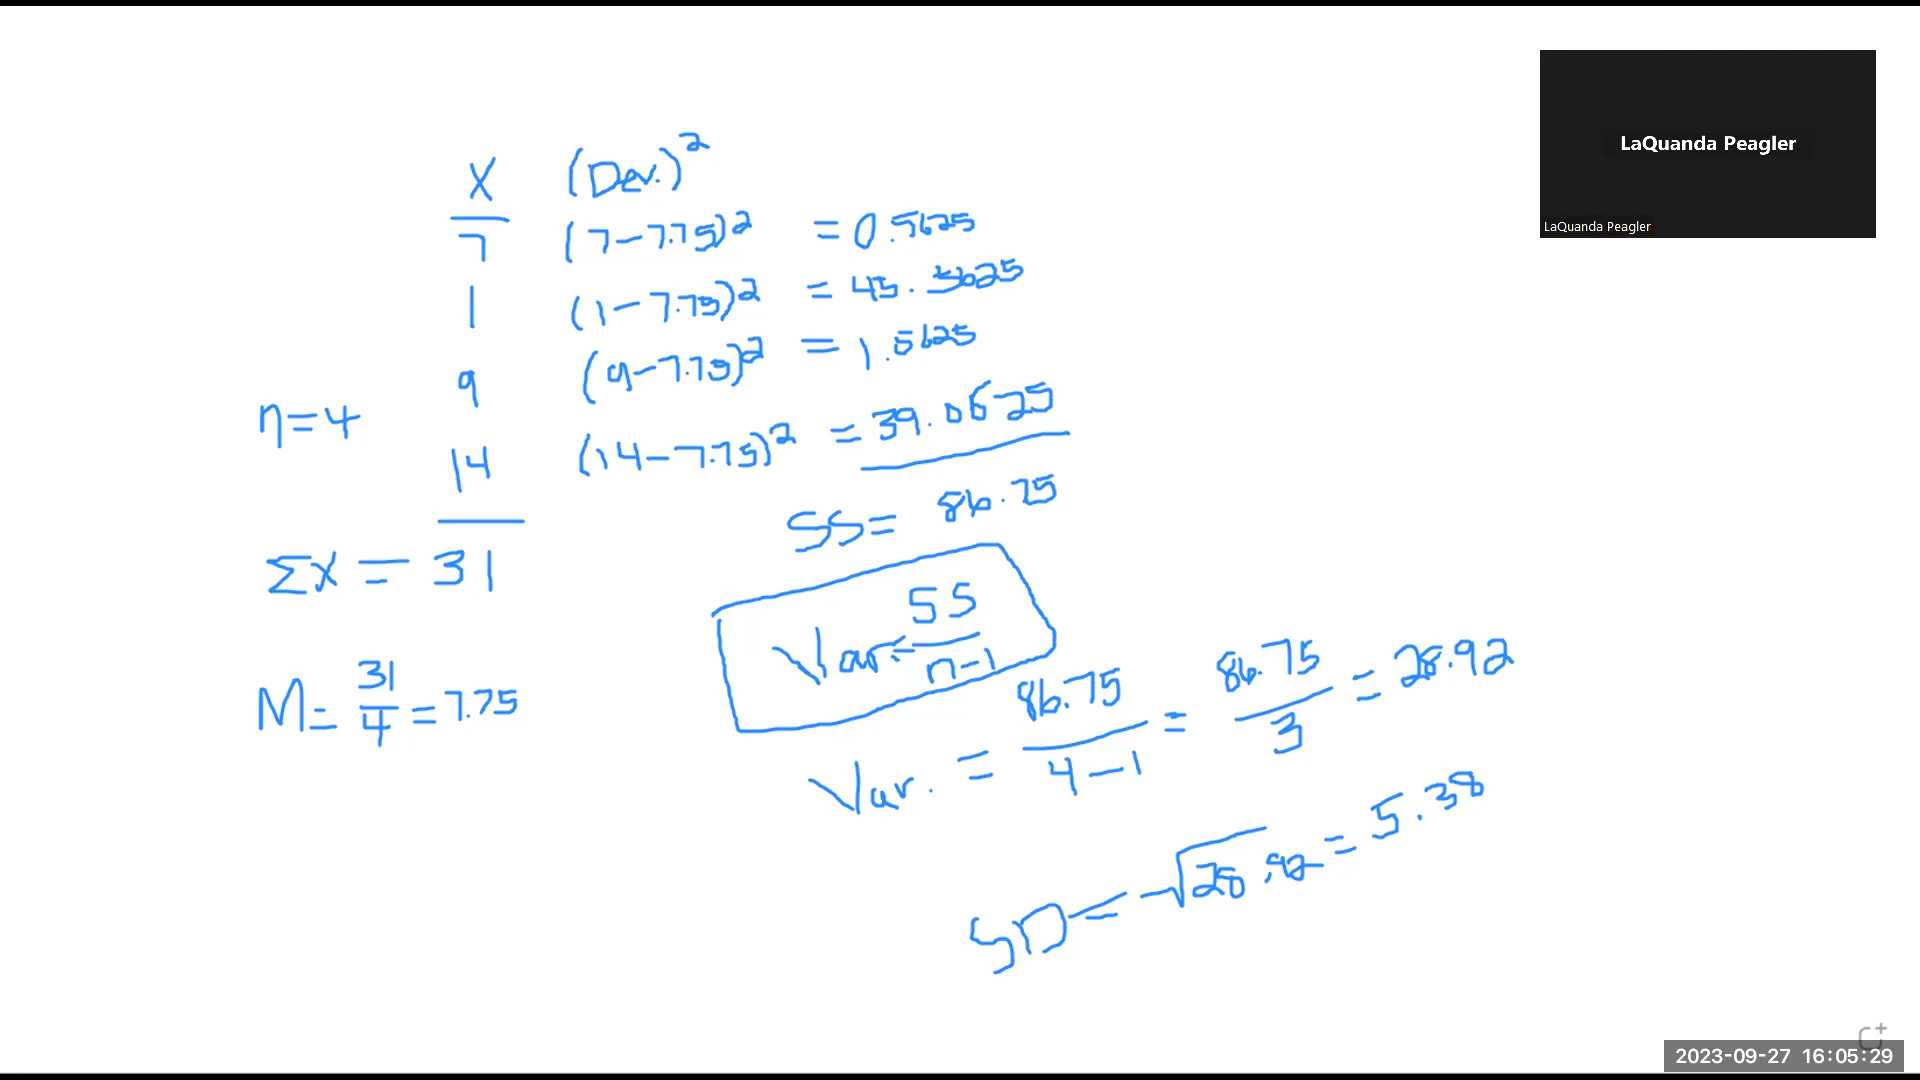 X (Dev.)²
7 (7-7.75)² = 0.5625
1 (1-7.75)² = 45.5625
9 (9-7.75)² = 1.5625
n=4
14 (14-7.75)² = 39.0625
SS= 86.75
Σx = 31
Var.= SS/n-1
M= 31/4 = 7.75
Var. = 86.75/4-1 = 86.75/3 = 28.92
SD= √28.92 = 5.38
LaQuanda Peagler
LaQuanda Peagler
2023-09-27 16:05:29